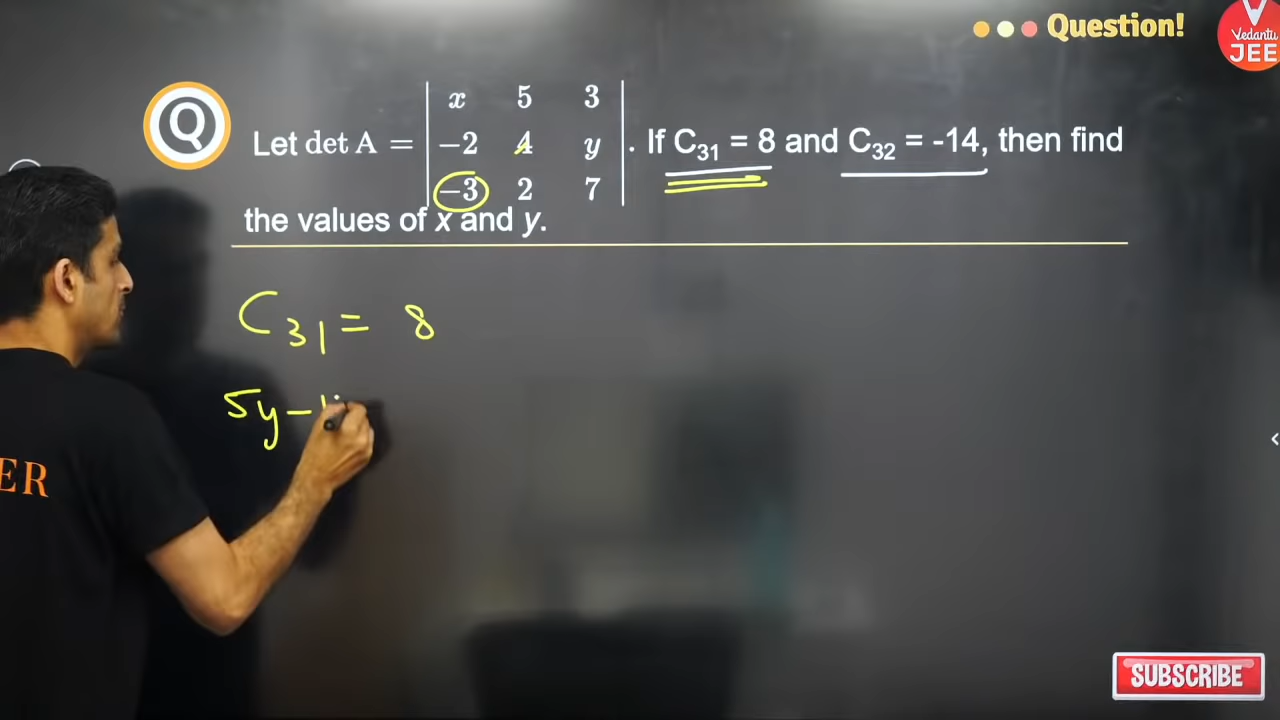 Question!
Vedantu
JEE
Q
Let det A = | x 5 3 |
| -2 4 y |
| -3 2 7 | . If C₃₁ = 8 and C₃₂ = -14, then find
the values of x and y.
C₃₁ = 8
5y - 1
ER
SUBSCRIBE